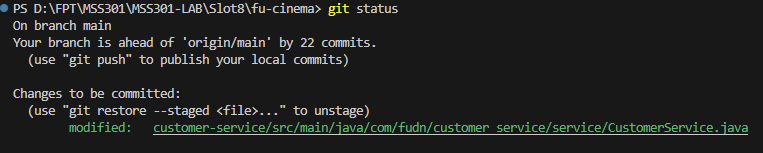 PS D:\FPT\MSS301\MSS301-LAB\Slot8\fu-cinema> git status
On branch main
Your branch is ahead of 'origin/main' by 22 commits.
  (use "git push" to publish your local commits)

Changes to be committed:
  (use "git restore --staged <file>..." to unstage)
        modified:   customer-service/src/main/java/com/fudn/customer_service/service/CustomerService.java